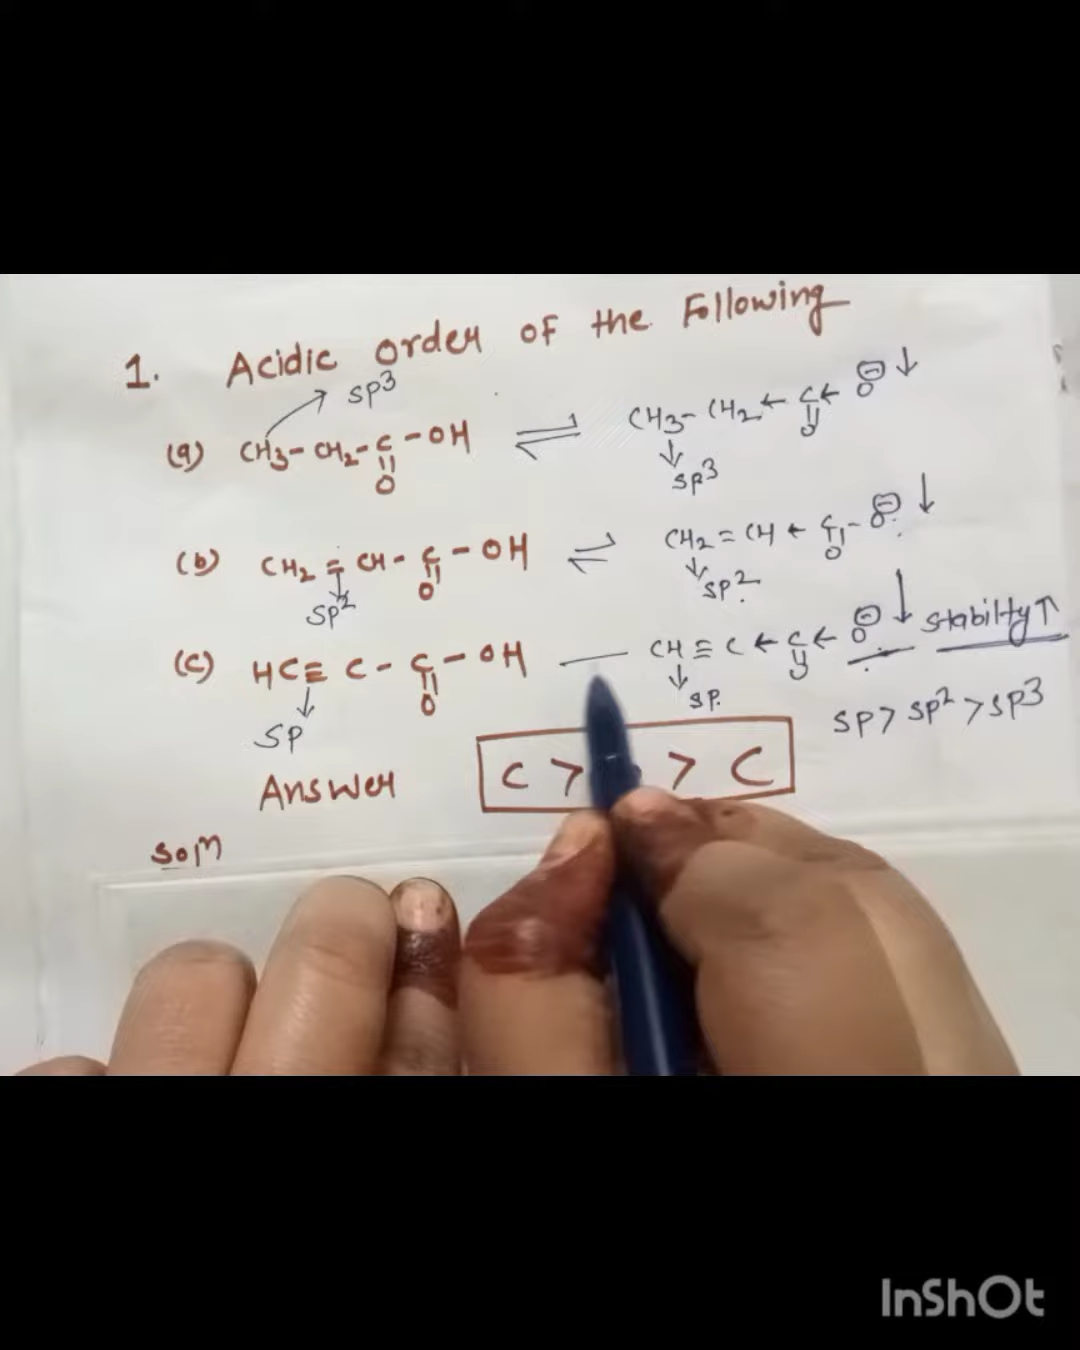 1. Acidic order of the Following
sp3
(a) CH3-CH2-C-OH ⇌ CH3-CH2←C←O⊖↓
|| ||
O O
sp3
(b) CH2=CH-C-OH ⇌ CH2=CH←C-O⊖↓
|| ||
O O
sp2 sp2
(c) HC≡C-C-OH — CH≡C←C←O⊖↓ Stabilty↑
||
O
sp sp. sp>sp2>sp3
Answer C > > C
Som
InShOt